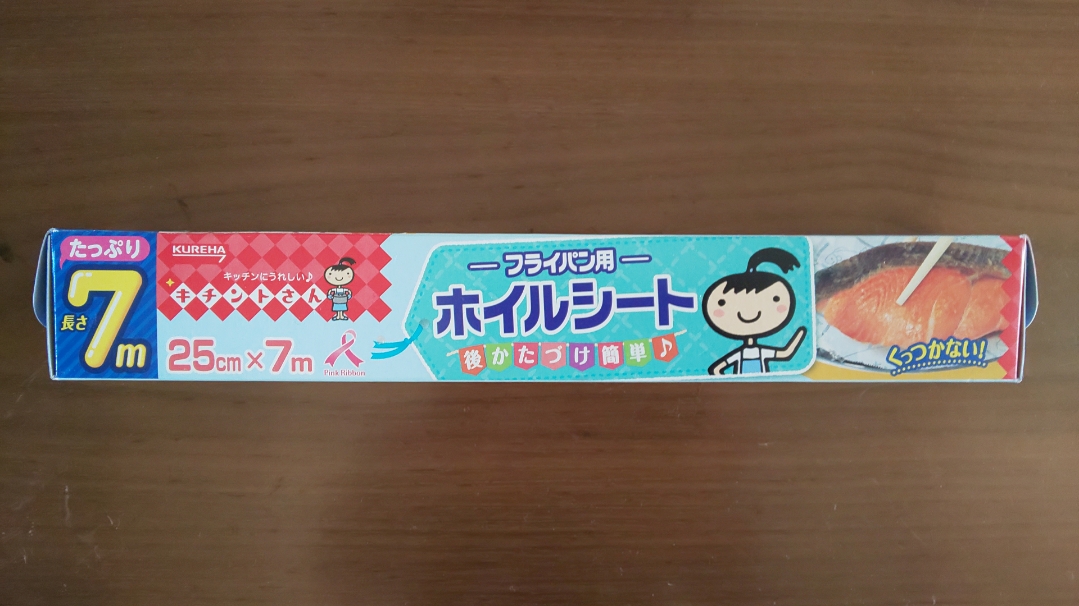 たっぷり
長さ7m
KUREHA
キッチンにうれしい♪
キチントさん
25cm×7m
Pink Ribbon
フライパン用
ホイルシート
後かたづけ簡単♪
くっつかない!